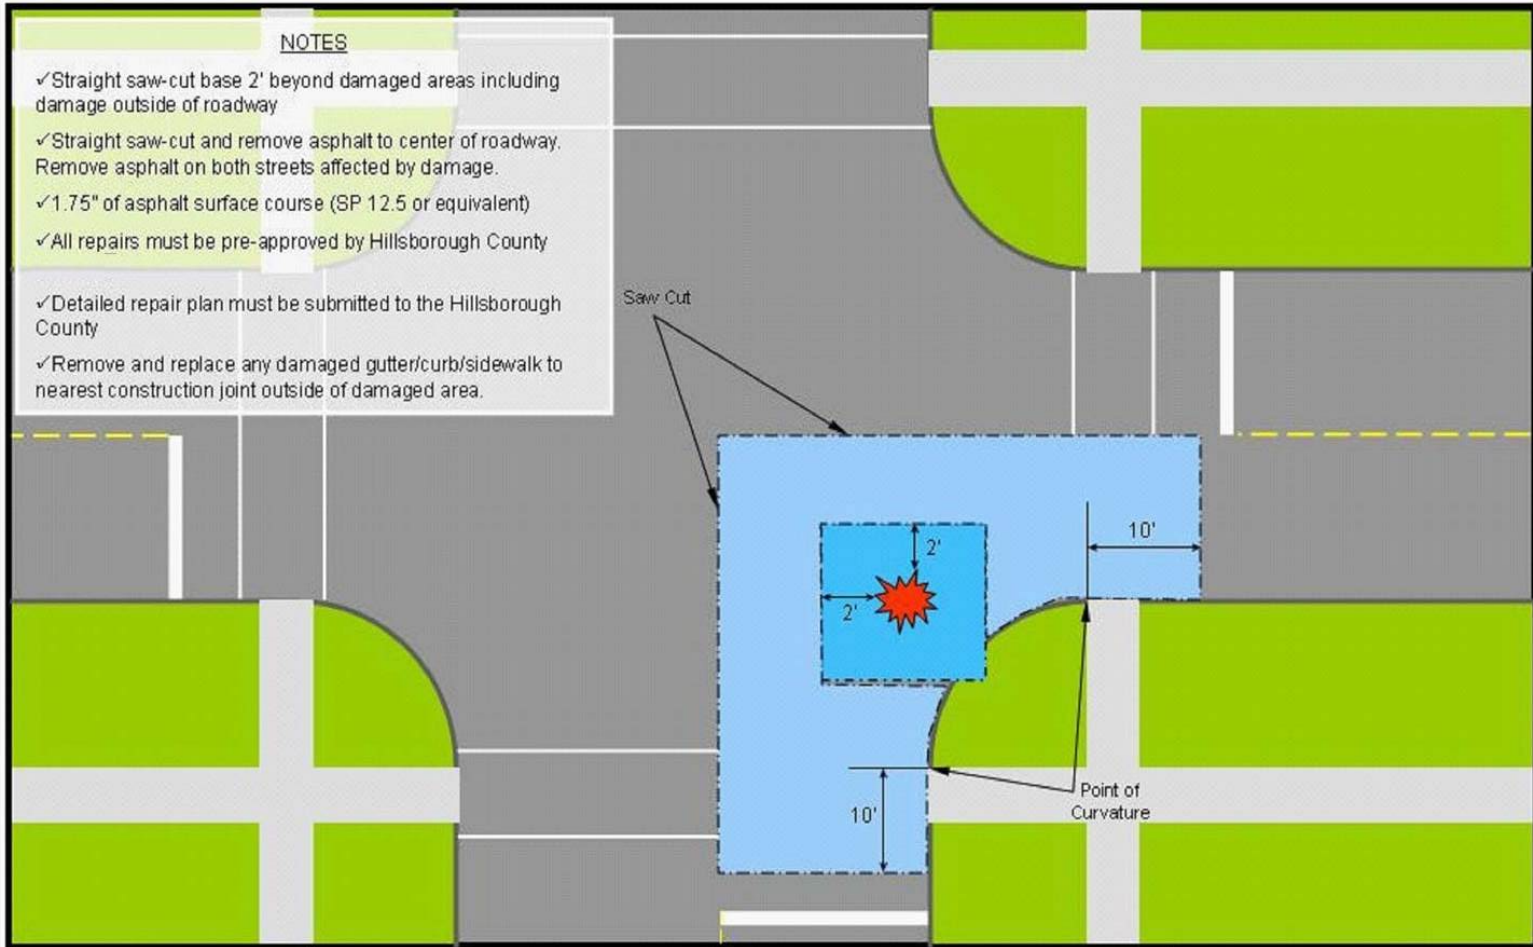 NOTES
✓Straight saw-cut base 2' beyond damaged areas including
damage outside of roadway
✓Straight saw-cut and remove asphalt to center of roadway.
Remove asphalt on both streets affected by damage.
✓1.75" of asphalt surface course (SP 12.5 or equivalent)
✓All repairs must be pre-approved by Hillsborough County
✓Detailed repair plan must be submitted to the Hillsborough
County
✓Remove and replace any damaged gutter/curb/sidewalk to
nearest construction joint outside of damaged area.
Saw Cut
10'
2'
2'
10'
Point of
Curvature